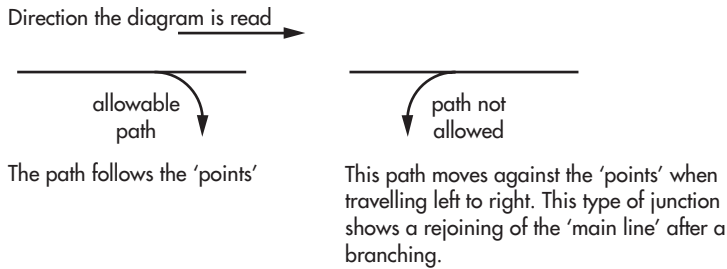 Direction the diagram is read
allowable
path
path not
allowed
The path follows the ‘points’
This path moves against the ‘points’ when
travelling left to right. This type of junction
shows a rejoining of the ‘main line’ after a
branching.